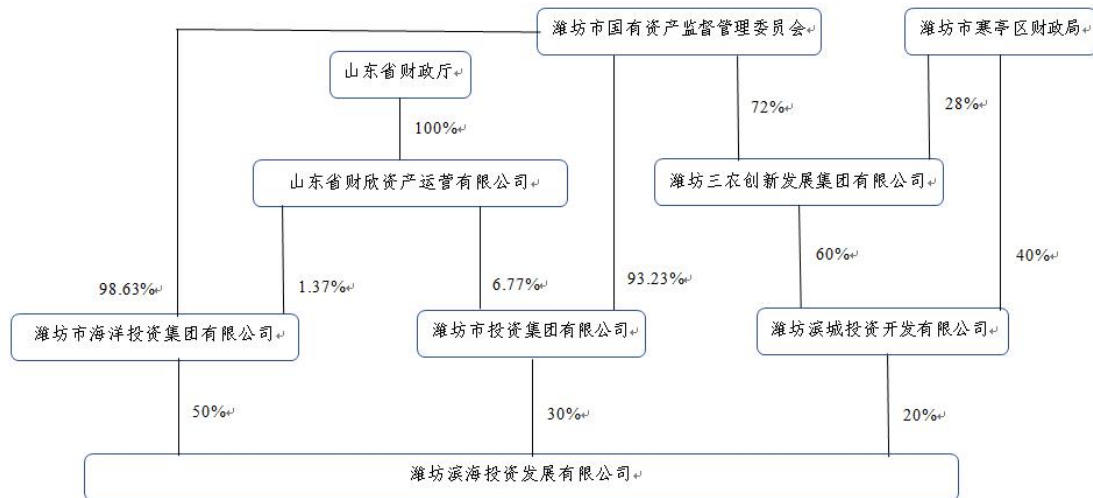 潍坊市国有资产监督管理委员会
潍坊市寒亭区财政局
山东省财政厅
100%
72%
28%
山东省财欣资产运营有限公司
潍坊三农创新发展集团有限公司
98.63%
1.37%
6.77%
93.23%
60%
40%
潍坊市海洋投资集团有限公司
潍坊市投资集团有限公司
潍坊滨城投资开发有限公司
50%
30%
20%
潍坊滨海投资发展有限公司